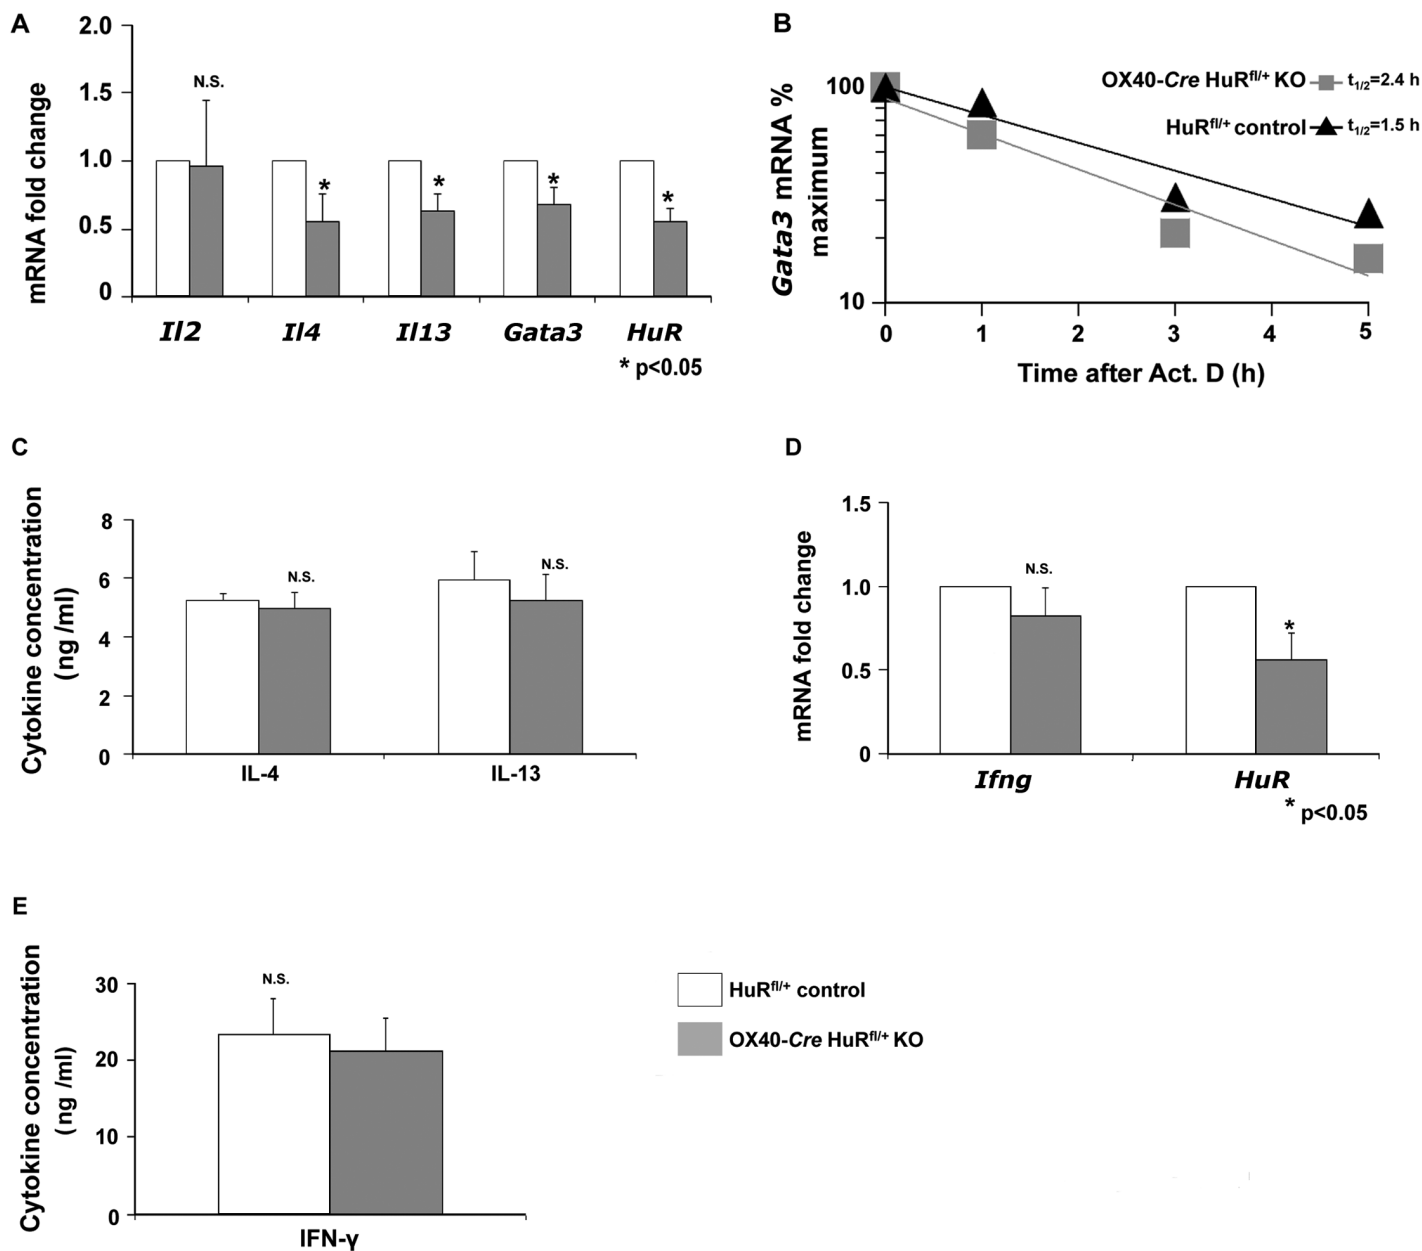 A
2.0
1.5
1.0
0.5
0
mRNA fold change
N.S.
*
*
*
*
Il2 Il4 Il13 Gata3 HuR
* p<0.05
B
100
10
Gata3 mRNA %
maximum
OX40-Cre HuRfl/+ KO t1/2=2.4 h
HuRfl/+ control t1/2=1.5 h
0 1 2 3 4 5
Time after Act. D (h)
C
8
6
4
2
0
Cytokine concentration
(ng /ml)
N.S.
N.S.
IL-4 IL-13
D
1.5
1.0
0.5
0
mRNA fold change
N.S.
*
Ifng HuR
* p<0.05
E
30
20
10
0
Cytokine concentration
(ng /ml)
N.S.
IFN-γ
HuRfl/+ control
OX40-Cre HuRfl/+ KO